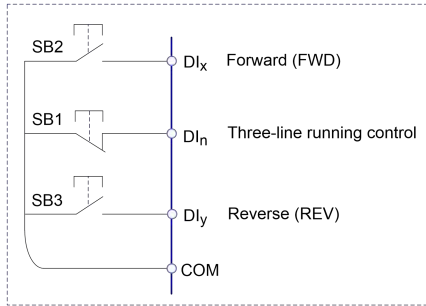 SB2
DIx Forward (FWD)
SB1
DIn Three-line running control
SB3
DIy Reverse (REV)
COM